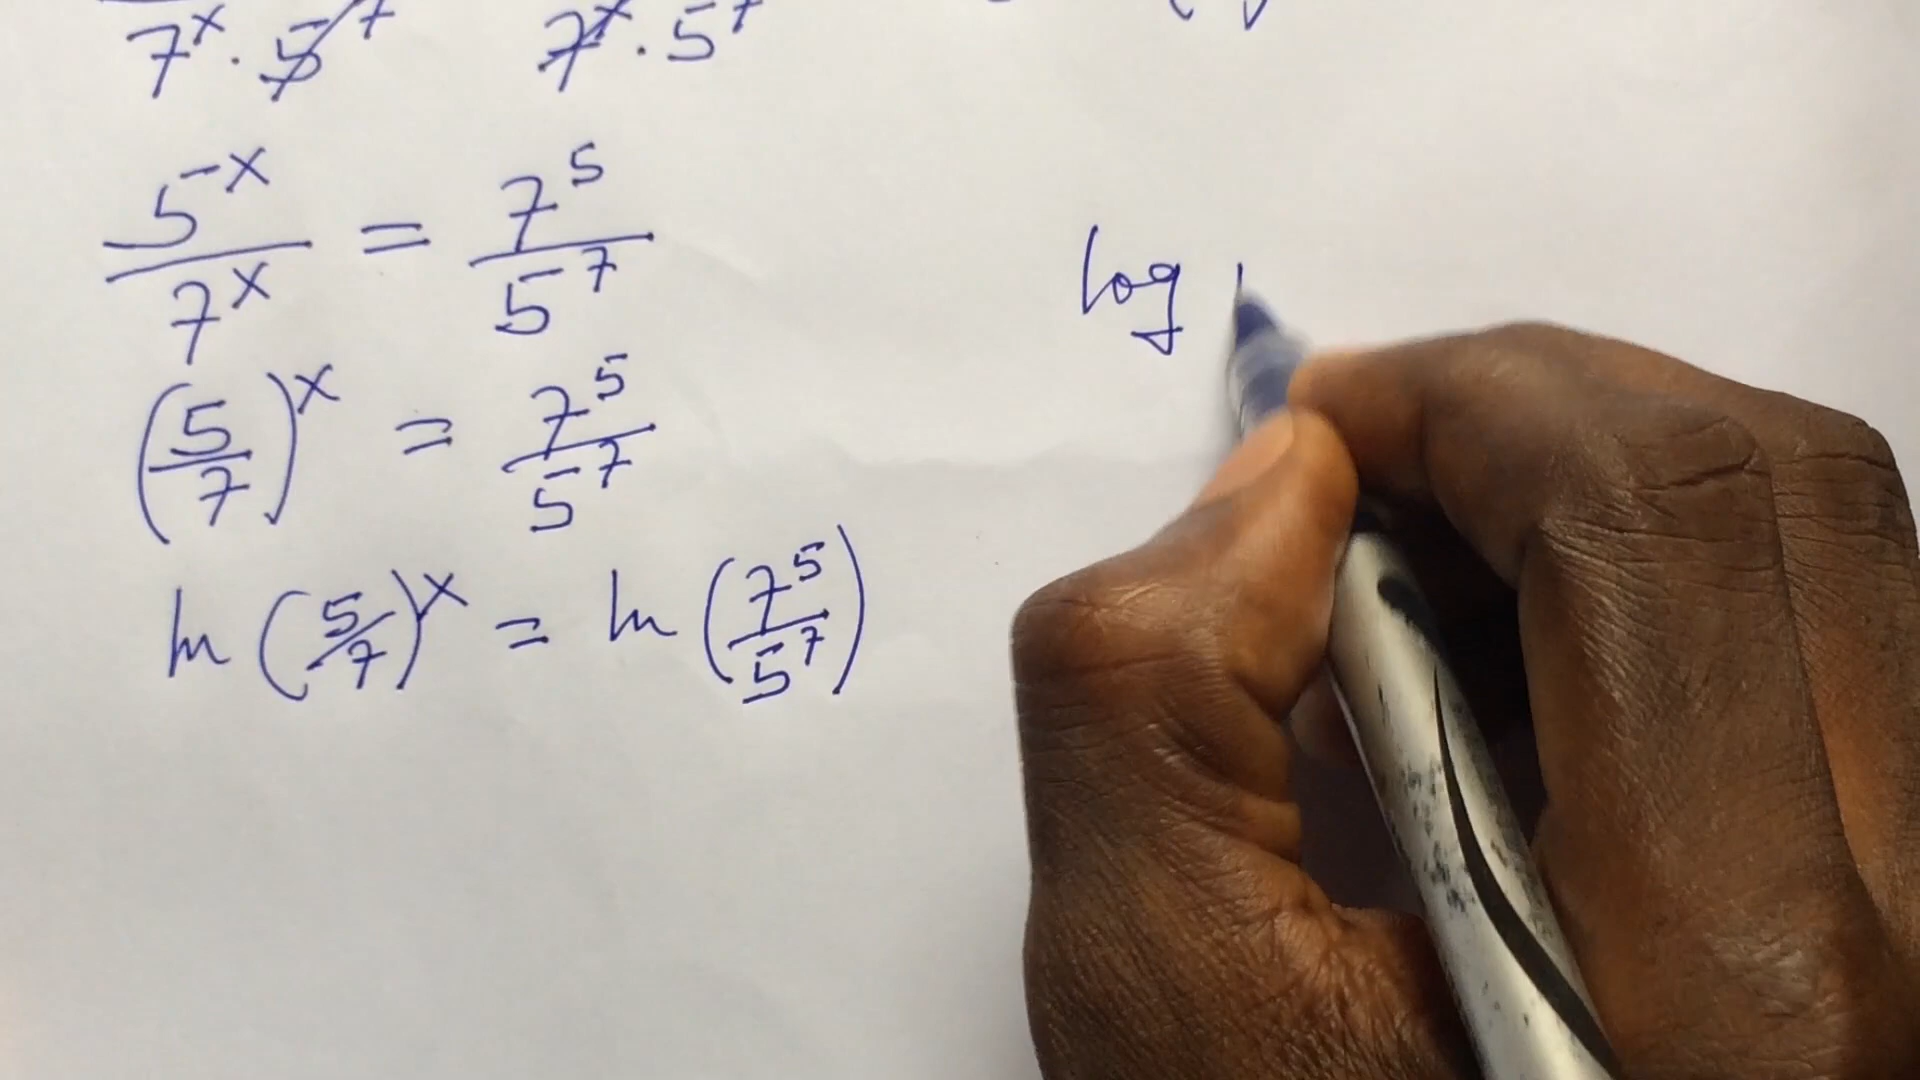 7^x · 5^7    7^x · 5^7
5^x / 7^x = 7^5 / 5^7
log
(5/7)^x = 7^5 / 5^7
ln (5/7)^x = ln (7^5 / 5^7)